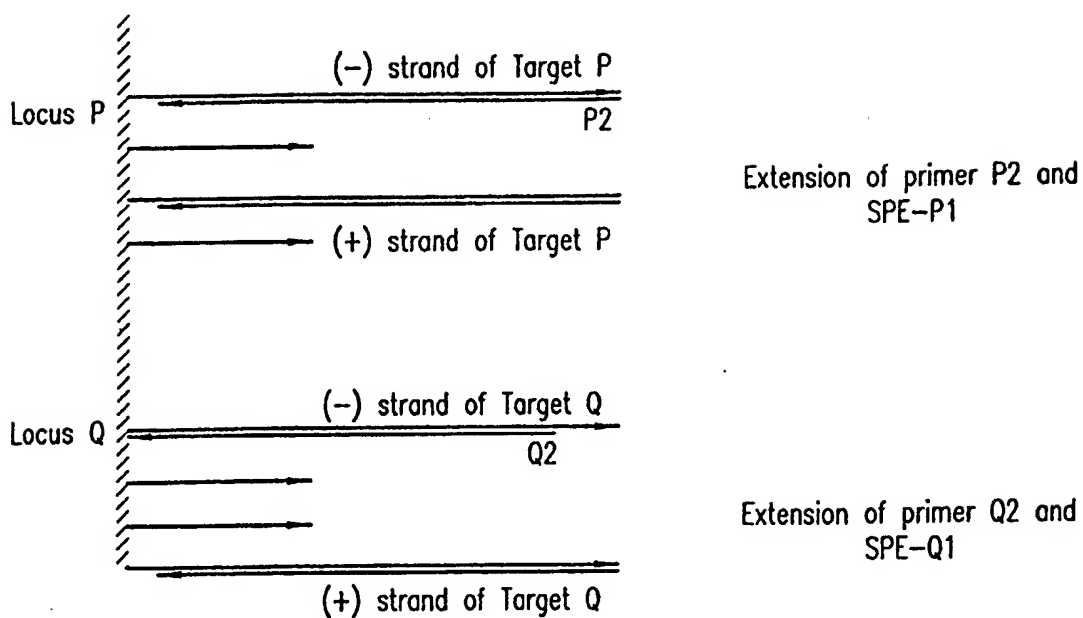 (-) strand of Target P
Locus P
P2
Extension of primer P2 and
SPE-P1
(+) strand of Target P
(-) strand of Target Q
Locus Q
Q2
Extension of primer Q2 and
SPE-Q1
(+) strand of Target Q